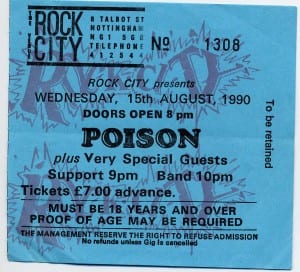 THE
ROCK
CITY
8 TALBOT ST
NOTTINGHAM
NG1 5GG
TELEPHONE
412544
No 1308
ROCK CITY presents
WEDNESDAY, 15th AUGUST, 1990
DOORS OPEN 8 pm
POISON
plus Very Special Guests
Support 9pm Band 10pm
Tickets £7.00 advance.
MUST BE 18 YEARS AND OVER
PROOF OF AGE MAY BE REQUIRED
THE MANAGEMENT RESERVE THE RIGHT TO REFUSE ADMISSION
No refunds unless Gig is cancelled
To be retained